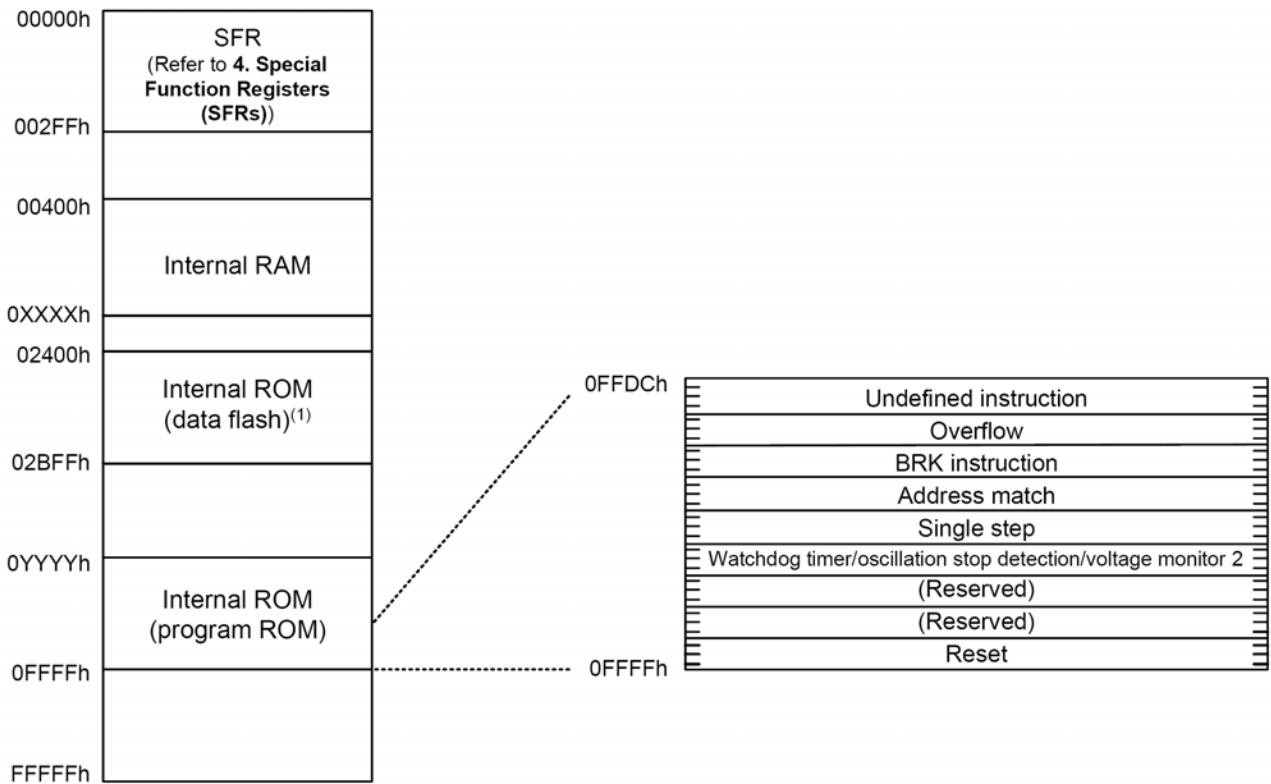 00000h
SFR
(Refer to 4. Special
Function Registers
(SFRs))
002FFh
00400h
Internal RAM
0XXXXh
02400h
Internal ROM
(data flash)(1)
02BFFh
0YYYYh
Internal ROM
(program ROM)
0FFFFh
FFFFFh
0FFDCh
Undefined instruction
Overflow
BRK instruction
Address match
Single step
Watchdog timer/oscillation stop detection/voltage monitor 2
(Reserved)
(Reserved)
Reset
0FFFFh